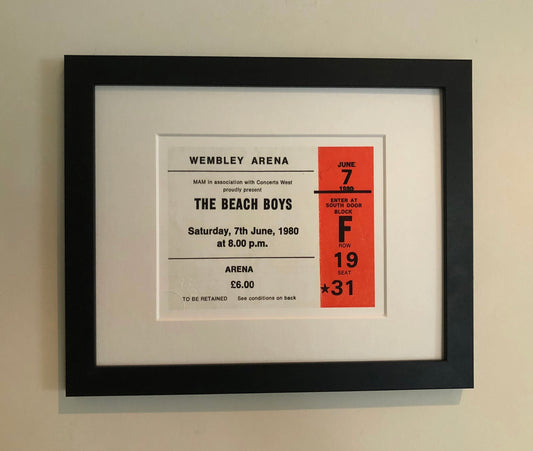 WEMBLEY ARENA
MAM in association with Concerts West
proudly present
THE BEACH BOYS
Saturday, 7th June, 1980
at 8.00 p.m.
ARENA
£6.00
TO BE RETAINED See conditions on back
JUNE
7
1980
ENTER AT
SOUTH DOOR
BLOCK
F
ROW
19
SEAT
★31